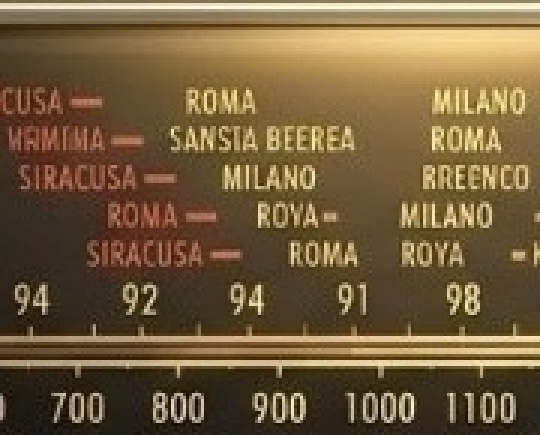 CUSA ROMA MILANO
SANSTA BEEREA ROMA
SIRACUSA MILANO RREENCO
ROMA ROYA MILANO
SIRACUSA ROMA ROYA
94 92 94 91 98
700 800 900 1000 1100